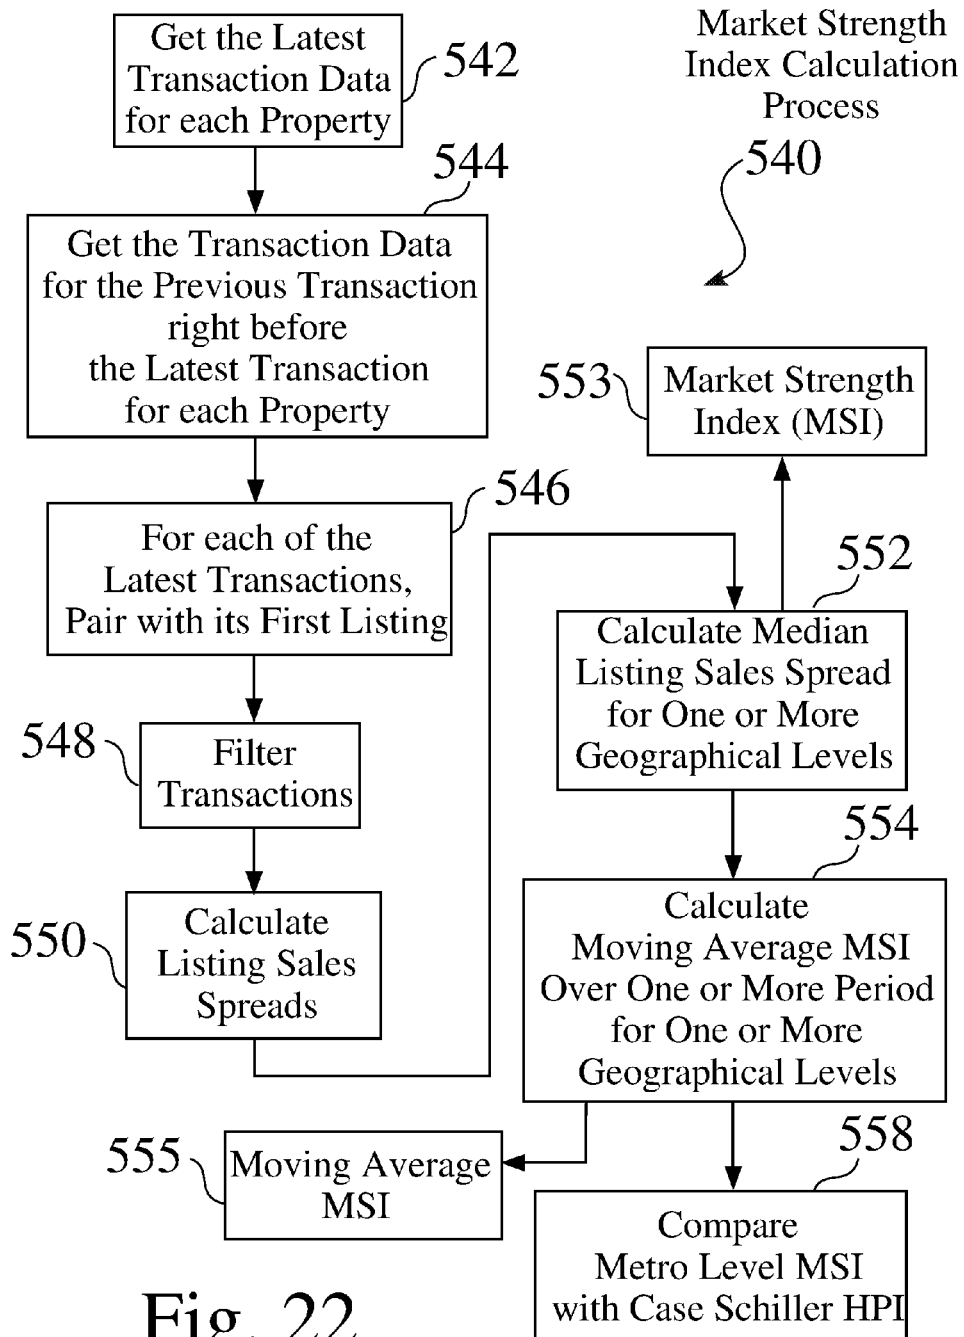 Get the Latest
Transaction Data
for each Property
542
Market Strength
Index Calculation
Process
540
544
Get the Transaction Data
for the Previous Transaction
right before
the Latest Transaction
for each Property
553
Market Strength
Index (MSI)
546
For each of the
Latest Transactions,
Pair with its First Listing
552
Calculate Median
Listing Sales Spread
for One or More
Geographical Levels
548
Filter
Transactions
554
Calculate
Moving Average MSI
Over One or More Period
for One or More
Geographical Levels
550
Calculate
Listing Sales
Spreads
555
Moving Average
MSI
558
Compare
Metro Level MSI
with Case Schiller HPI
Fig. 22